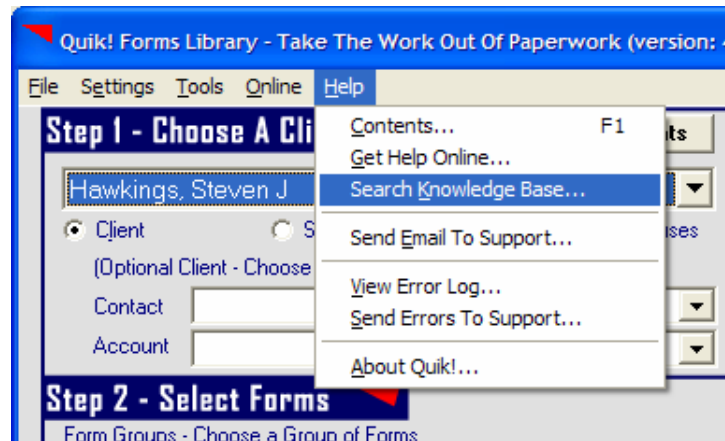 Quik! Forms Library - Take The Work Out Of Paperwork (version:
File Settings Tools Online Help
Step 1 - Choose A Cli
Contents... F1
Get Help Online...
Hawkings, Steven J
Search Knowledge Base...
Client
Send Email To Support...
(Optional Client - Choose
View Error Log...
Contact
Send Errors To Support...
Account
About Quik!...
Step 2 - Select Forms
Form Groups - Choose a Group of Forms